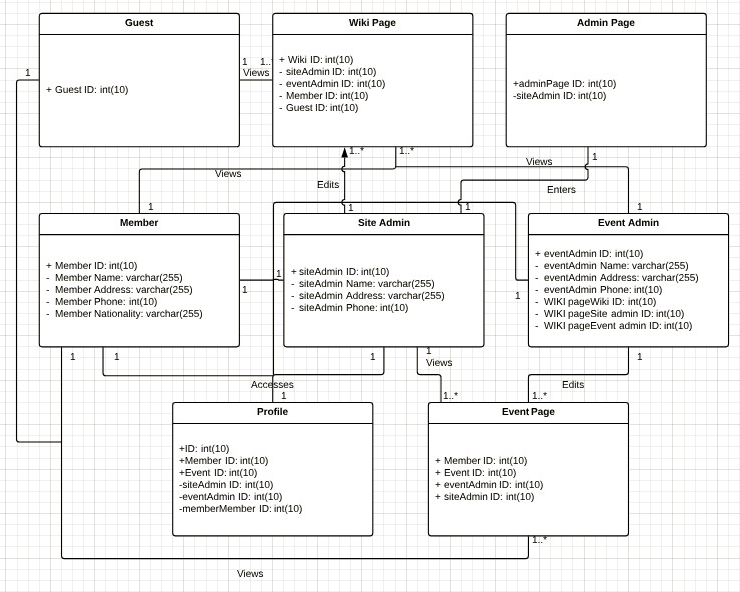 Guest
+ Guest ID: int(10)
1
1
1..
Views
Wiki Page
+ Wiki ID: int(10)
- siteAdmin ID: int(10)
- eventAdmin ID: int(10)
- Member ID: int(10)
- Guest ID: int(10)
Admin Page
+adminPage ID: int(10)
-siteAdmin ID: int(10)
1..*
1..*
1
Views
Views
Edits
Enters
1
1
1
1
Member
+ Member ID: int(10)
- Member Name: varchar(255)
- Member Address: varchar(255)
- Member Phone: int(10)
- Member Nationality: varchar(255)
1
1
Site Admin
+ siteAdmin ID: int(10)
- siteAdmin Name: varchar(255)
- siteAdmin Address: varchar(255)
- siteAdmin Phone: int(10)
1
Event Admin
+ eventAdmin ID: int(10)
- eventAdmin Name: varchar(255)
- eventAdmin Address: varchar(255)
- eventAdmin Phone: int(10)
- WIKI pageWiki ID: int(10)
- WIKI pageSite admin ID: int(10)
- WIKI pageEvent admin ID: int(10)
1
1
1
1
1
Views
Accesses
Edits
1
1..*
1..*
Profile
+ID: int(10)
+Member ID: int(10)
+Event ID: int(10)
-siteAdmin ID: int(10)
-eventAdmin ID: int(10)
-memberMember ID: int(10)
Event Page
+ Member ID: int(10)
+ Event ID: int(10)
+ eventAdmin ID: int(10)
+ siteAdmin ID: int(10)
1..*
Views